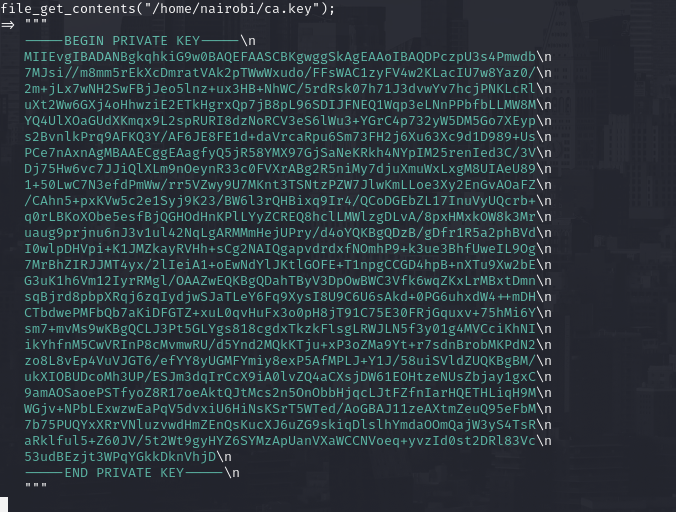 file_get_contents("/home/nairobi/ca.key");
=> """
-----BEGIN PRIVATE KEY-----\n
MIIEvgIBADANBgkqhkiG9w0BAQEFAASCBKgwggSkAgEAAoIBAQDPczpU3s4Pmwdb\n
7MJsi//m8mm5rEkXcDmratVAk2pTWwWxudo/FFsWAC1zyFV4w2KLacIU7w8Yaz0/\n
2m+jLx7wNH2SwFBjJeo5lnz+ux3HB+NhWC/5rdRsk07h71J3dvwYv7hcjPNKLcRl\n
uXt2Ww6GXj4oHhwziE2ETkHgrxQp7jB8pL96SDIJFNEQ1Wqp3eLNnPPbfbLLMW8M\n
YQ4UlXOaGUdXKmqx9L2spRURI8dzNoRCV3eS6lWu3+YGrC4p732yW5DM5Go7XEyp\n
s2BvnlkPrq9AFKQ3Y/AF6JE8FE1d+daVrcaRpu6Sm73FH2j6Xu63Xc9d1D989+Us\n
PCe7nAxnAgMBAAECggEAagfyQ5jR58YMX97GjSaNeKRkh4NYpIM25renIed3C/3V\n
Dj75Hw6vc7JJiQlXLm9nOeynR33c0FVXrABg2R5niMy7djuXmuWxLxgM8UIAeU89\n
1+50LwC7N3efdPmWw/rr5VZwy9U7MKnt3TSNtzPZW7JlwKmLLoe3Xy2EnGvAOaFZ\n
/CAhn5+pxKVw5c2e1Syj9K23/BW6l3rQHBixq9Ir4/QCoDGEbZL17InuVyUQcrb+\n
q0rLBKoXObe5esfBjQGHOdHnKPlLYyZCREQ8hclLMWlzgDLvA/8pxHMxkOW8k3Mr\n
uaug9prjnu6nJ3v1ul42NqLgARMMmHejUPry/d4oYQKBgQDzB/gDfr1R5a2phBVd\n
I0wlpDHVpi+K1JMZkayRVHh+sCg2NAIQgapvdrdxfNOmhP9+k3ue3BhfUweIL9Og\n
7MrBhZIRJJMT4yx/2lIeiA1+oEwNdYlJKtlGOFE+T1npgCCGD4hpB+nXTu9Xw2bE\n
G3uK1h6Vm12IyrRMgl/OAAZwEQKBgQDahTByV3DpOwBWC3Vfk6wqZKxLrMBxtDmn\n
sqBjrd8pbpXRqj6zqIydjwSJaTLeY6Fq9XysI8U9C6U6sAkd+0PG6uhxdW4++mDH\n
CTbdwePMFbQb7aKiDFGTZ+xuL0qvHuFx3o0pH8jT91C75E30FRjGquxv+75hMi6Y\n
sm7+mvMs9wKBgQCLJ3Pt5GLYgs818cgdxTkzkFlsgLRWJLN5f3y01g4MVCciKhNI\n
ikYhfnM5CwVRInP8cMvmwRU/d5Ynd2MQkKTju+xP3oZMa9Yt+r7sdnBrobMKPdN2\n
zo8L8vEp4VuVJGT6/efYY8yUGMFYmiy8exP5AfMPLJ+Y1J/58uiSVldZUQKBgBM/\n
ukXIOBUDcoMh3UP/ESJm3dqIrCcX9iA0lvZQ4aCXsjDW61EOHtzeNUsZbjay1gxC\n
9amAOSaoePSTfyoZ8R17oeAktQJtMcs2n5OnObbHjqcLJtFZfnIarHQETHLiqH9M\n
WGjv+NPbLExwzwEaPqV5dvxiU6HiNsKSrT5WTed/AoGBAJ11zeAXtmZeuQ95eFbM\n
7b75PUQYxXRrVNluzvwdHmZEnQsKucXJ6uZG9skiqDlslhYmdaOOmQajW3yS4TsR\n
aRklful5+Z60JV/5t2Wt9gyHYZ6SYMzApUanVXaWCCNVoeq+yvzId0st2DRl83Vc\n
53udBEzjt3WPqYGkkDknVhjD\n
-----END PRIVATE KEY-----\n
"""